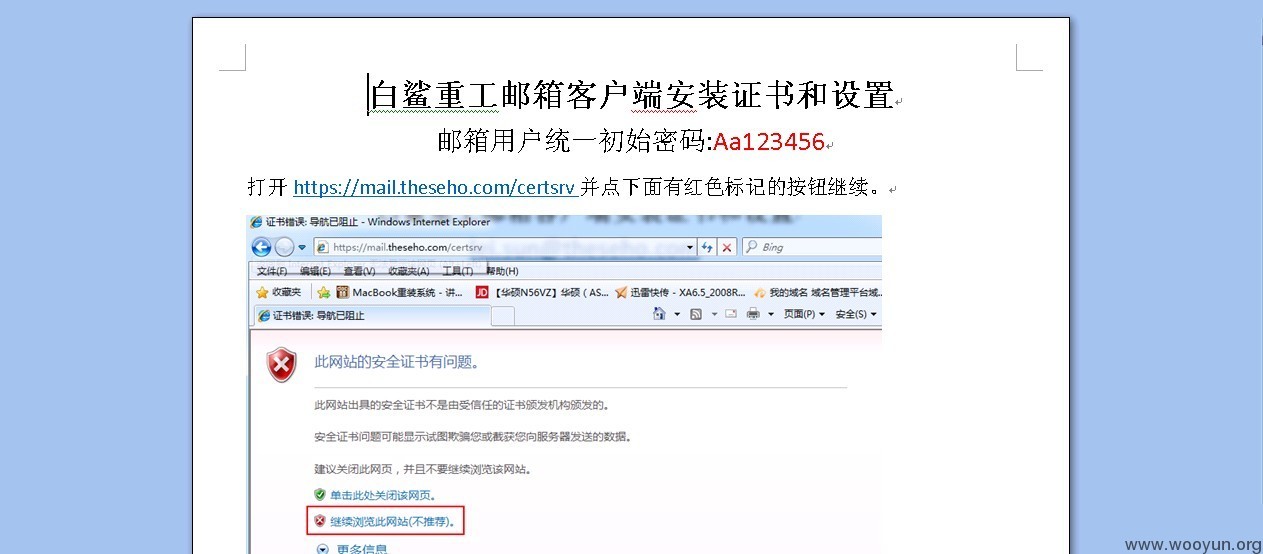 白鲨重工邮箱客户端安装证书和设置
邮箱用户统一初始密码:Aa123456
打开 https://mail.theseho.com/certsrv 并点下面有红色标记的按钮继续。
证书错误: 导航已阻止 - Windows Internet Explorer
https://mail.theseho.com/certsrv
Bing
文件(F) 编辑(E) 查看(V) 收藏夹(A) 工具(T) 帮助(H)
收藏夹 MacBook重装系统 - 讲... 【华硕N56VZ】华硕（AS... 迅雷快传 - XA6.5_2008R... 我的域名 域名管理平台域...
证书错误: 导航已阻止 页面(P) 安全(S)
此网站的安全证书有问题。
此网站出具的安全证书不是由受信任的证书颁发机构颁发的。
安全证书问题可能显示试图欺骗您或截获您向服务器发送的数据。
建议关闭此网页，并且不要继续浏览该网站。
单击此处关闭该网页。
继续浏览此网站(不推荐)。
更多信息
www.wooyun.org